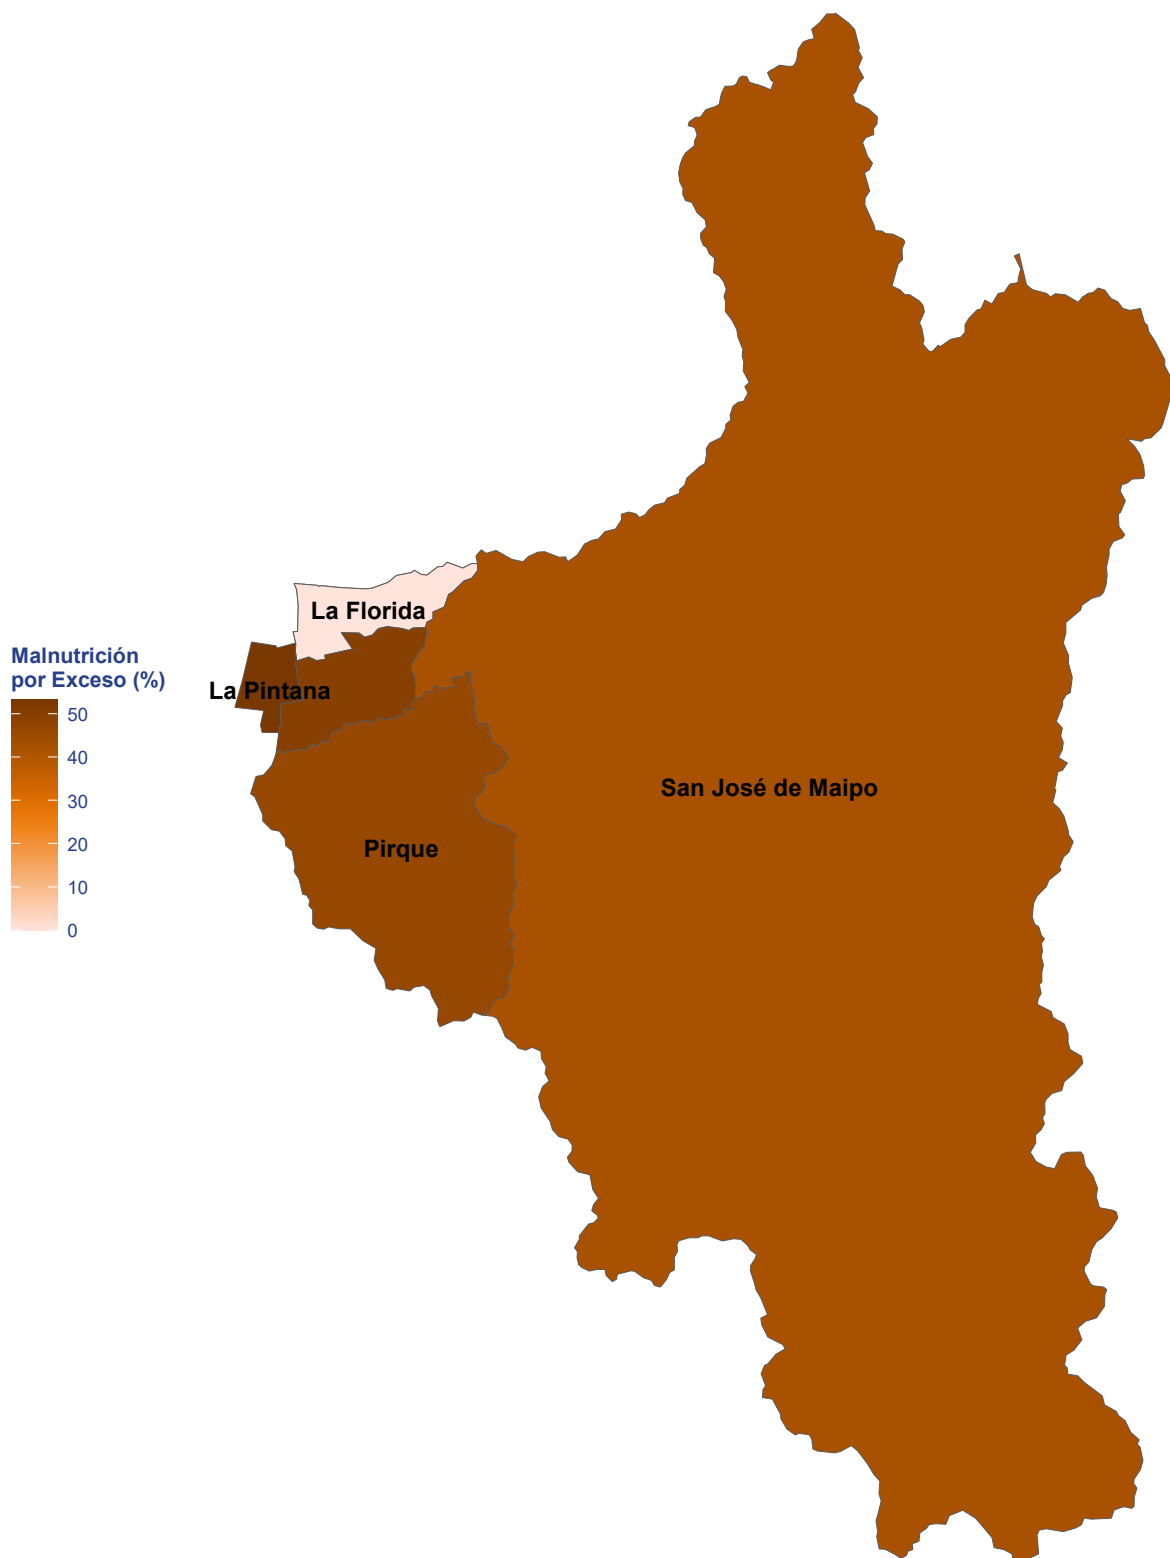 La Florida
Malnutrición
por Exceso (%)
La Pintana
50
40
San José de Maipo
30
20
Pirque
10
0